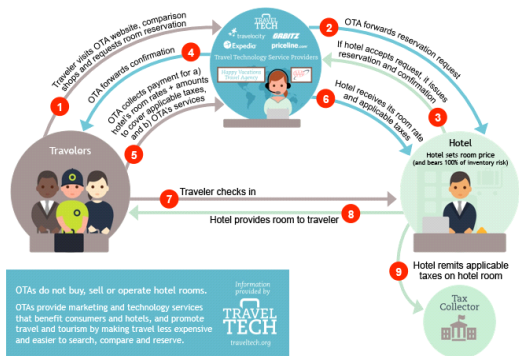 TRAVEL
TECH
travelocity ORBITZ
Expedia priceline.com
Travel Technology Service Providers
Happy Vacations
Travel Agency
1
Traveler visits OTA website, comparison
shops and requests room reservation
2
OTA forwards reservation request
If hotel accepts request, it issues
reservation and confirmation
3
4
OTA forwards confirmation
OTA collects payment for a)
hotel's room rates + amounts
to cover applicable taxes,
and b) OTA's services
5
6
Hotel receives its room rate
and applicable taxes
Travelers
Hotel
Hotel sets room price
(and bears 100% of inventory risk)
7
Traveler checks in
8
Hotel provides room to traveler
9
Hotel remits applicable
taxes on hotel room
Tax
Collector
OTAs do not buy, sell or operate hotel rooms.
OTAs provide marketing and technology services
that benefit consumers and hotels, and promote
travel and tourism by making travel less expensive
and easier to search, compare and reserve.
Information
provided by
TRAVEL
TECH
traveltech.org